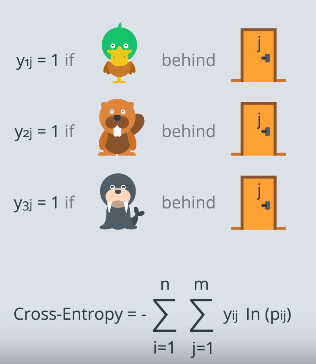 y1j = 1 if behind j
y2j = 1 if behind j
y3j = 1 if behind j
n m
Cross-Entropy = - ∑ ∑ yij ln (pij)
i=1 j=1